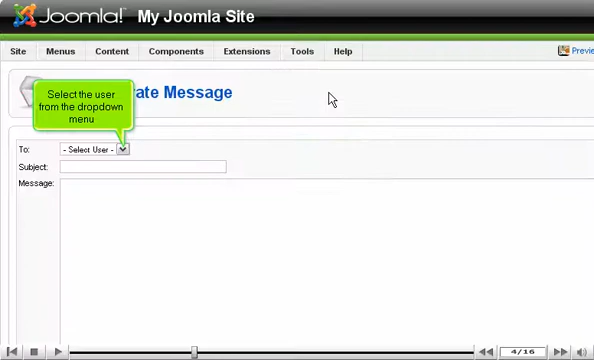 Joomla! My Joomla Site
Site Menus Content Components Extensions Tools Help Previe
ate Message
Select the user
from the dropdown
menu
To: - Select User -
Subject:
Message:
4/16